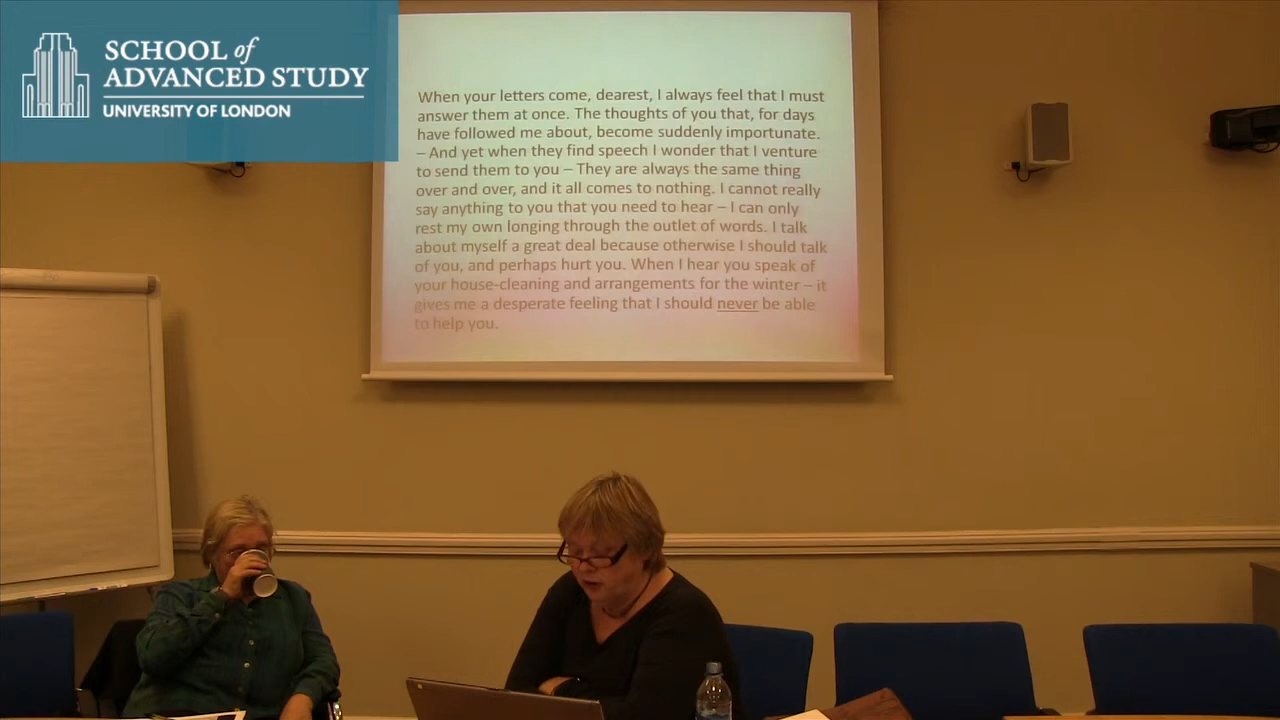 SCHOOL of
ADVANCED STUDY
UNIVERSITY OF LONDON
When your letters come, dearest, I always feel that I must
answer them at once. The thoughts of you that, for days
have followed me about, become suddenly importunate.
– And yet when they find speech I wonder that I venture
to send them to you – They are always the same thing
over and over, and it all comes to nothing. I cannot really
say anything to you that you need to hear – I can only
rest my own longing through the outlet of words. I talk
about myself a great deal because otherwise I should talk
of you, and perhaps hurt you. When I hear you speak of
your house-cleaning and arrangements for the winter – it
gives me a desperate feeling that I should never be able
to help you.